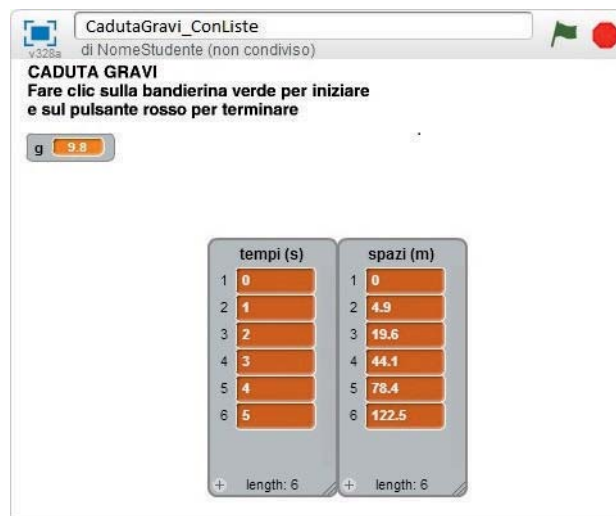 CadutaGravi_ConListe
v328a
di NomeStudente (non condiviso)
CADUTA GRAVI
Fare clic sulla bandierina verde per iniziare
e sul pulsante rosso per terminare
g 9.8
tempi (s) spazi (m)
1 0 1 0
2 1 2 4.9
3 2 3 19.6
4 3 4 44.1
5 4 5 78.4
6 5 6 122.5
+ length: 6 + length: 6